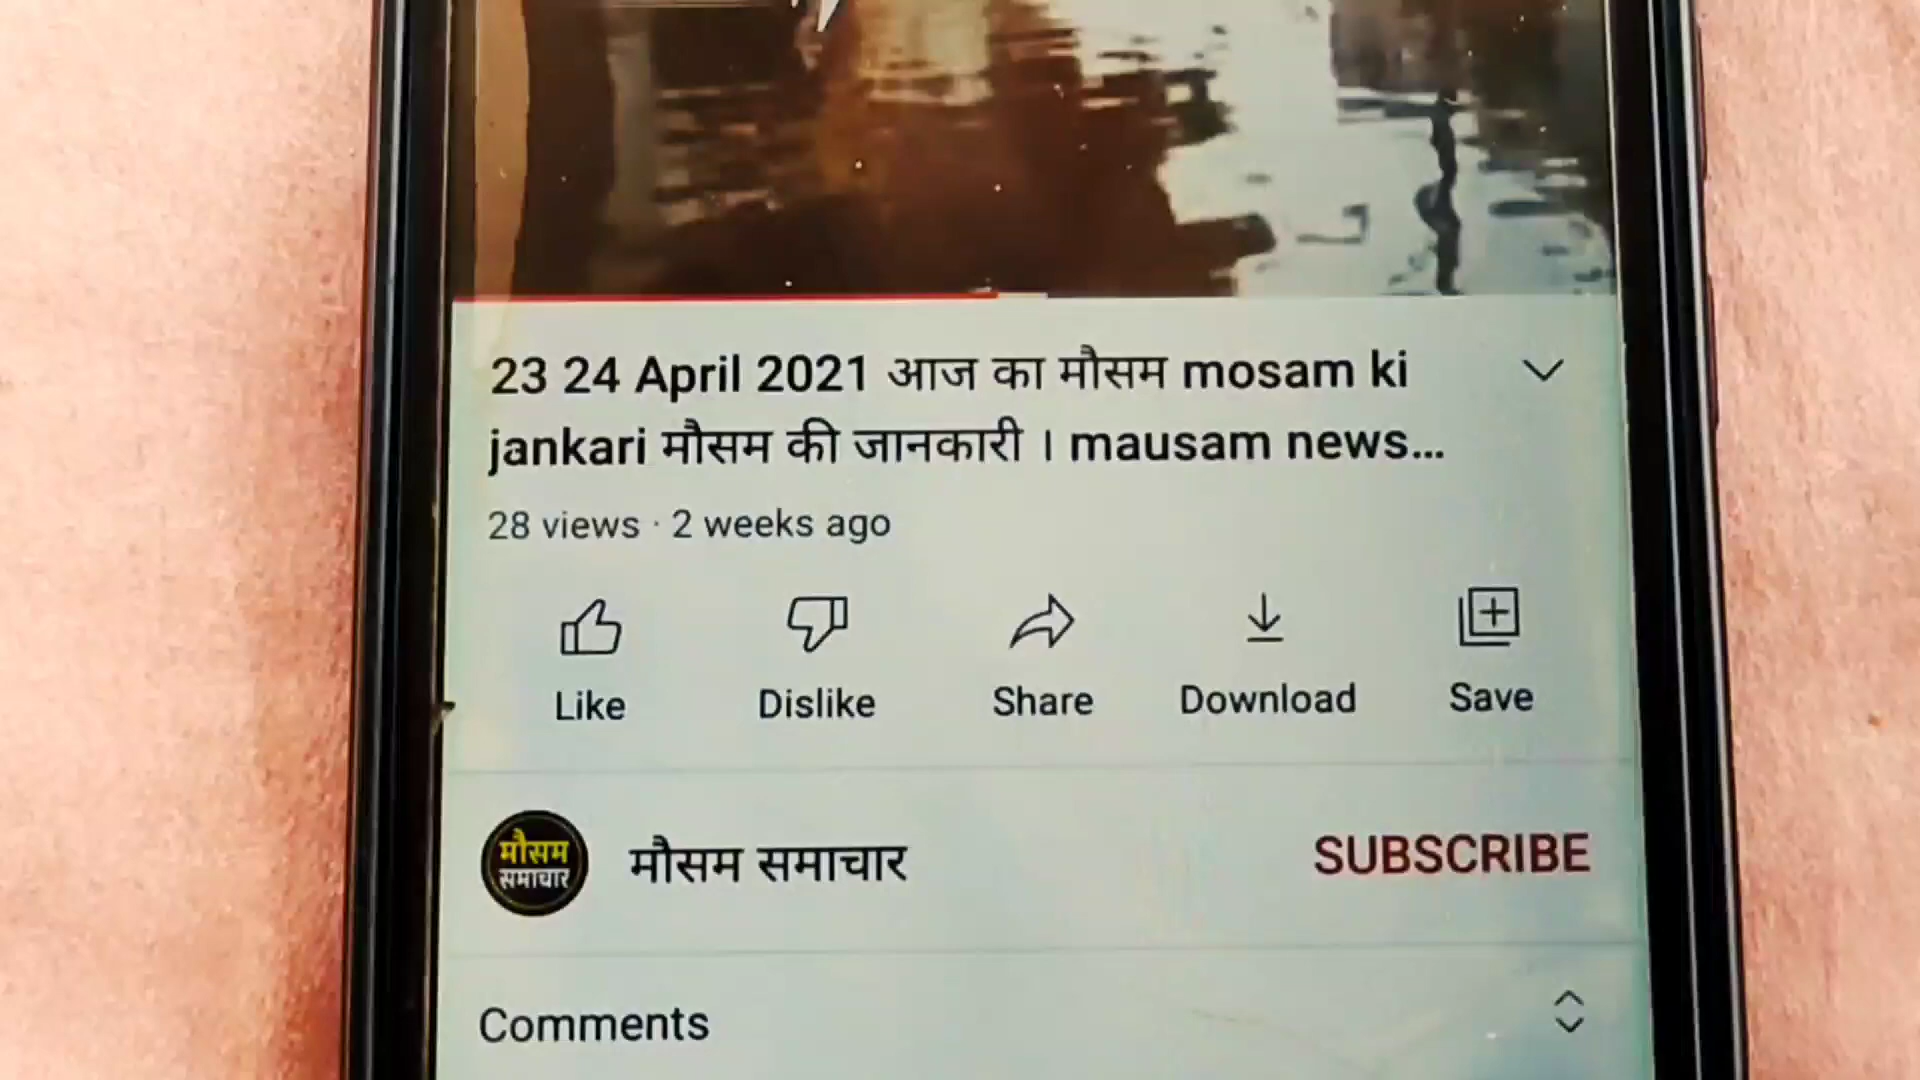 23 24 April 2021 आज का मौसम mosam ki
jankari मौसम की जानकारी । mausam news...
28 views · 2 weeks ago
Like Dislike Share Download Save
मौसम
समाचार
मौसम समाचार SUBSCRIBE
Comments